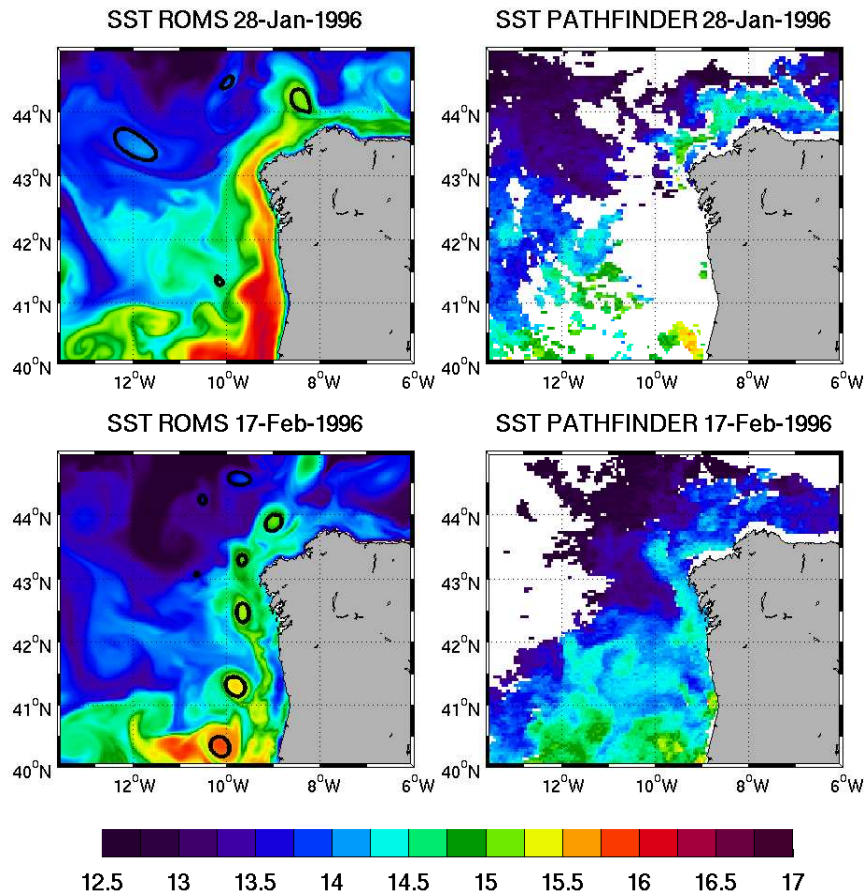 SST ROMS 28-Jan-1996
SST PATHFINDER 28-Jan-1996
44°N
43°N
42°N
41°N
40°N
12°W
10°W
8°W
6°W
44°N
43°N
42°N
41°N
40°N
12°W
10°W
8°W
6°W
SST ROMS 17-Feb-1996
SST PATHFINDER 17-Feb-1996
44°N
43°N
42°N
41°N
40°N
12°W
10°W
8°W
6°W
44°N
43°N
42°N
41°N
40°N
12°W
10°W
8°W
6°W
12.5 13 13.5 14 14.5 15 15.5 16 16.5 17